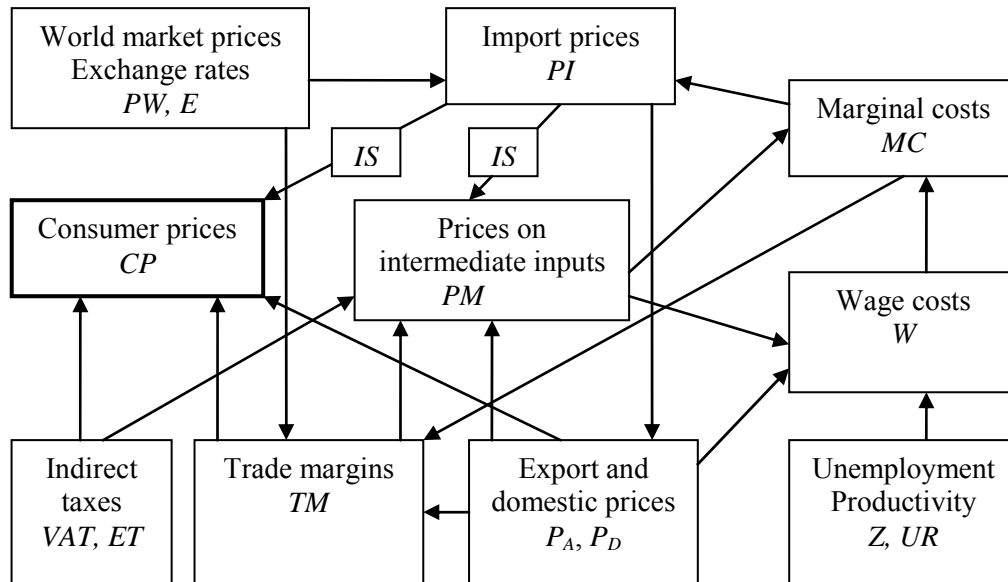 World market prices
Exchange rates
PW, E
Import prices
PI
Marginal costs
MC
IS
IS
Consumer prices
CP
Prices on
intermediate inputs
PM
Wage costs
W
Indirect
taxes
VAT, ET
Trade margins
TM
Export and
domestic prices
P_A, P_D
Unemployment
Productivity
Z, UR